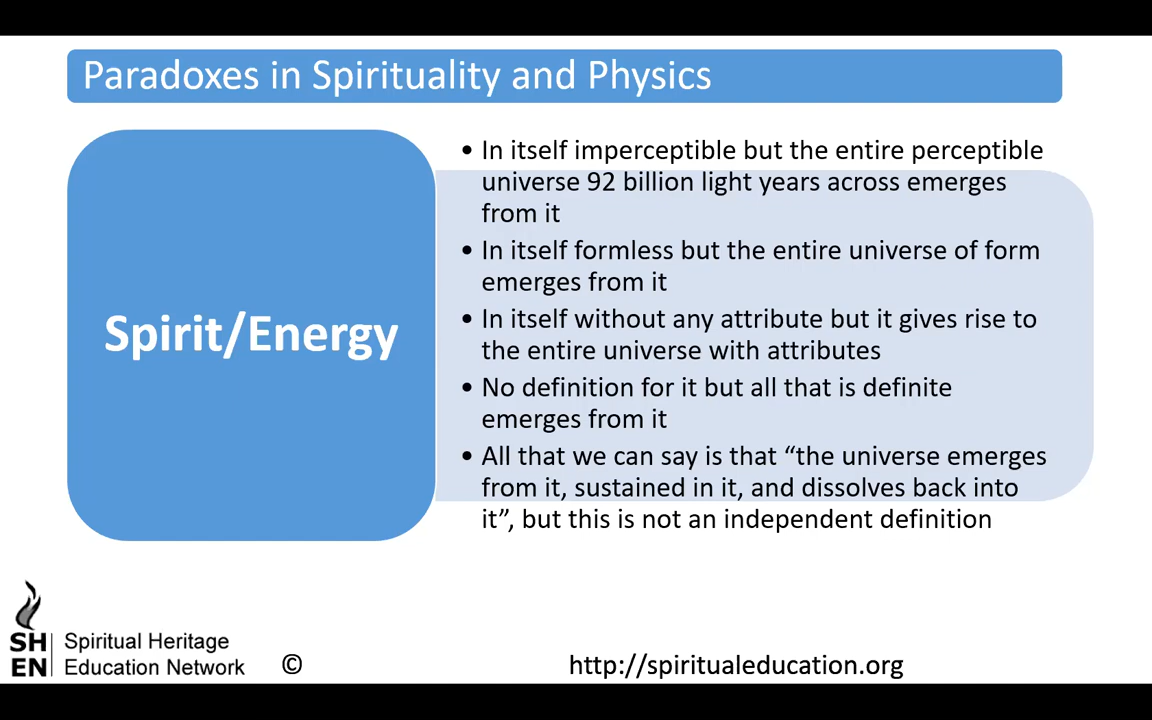 Paradoxes in Spirituality and Physics
Spirit/Energy
• In itself imperceptible but the entire perceptible
universe 92 billion light years across emerges
from it
• In itself formless but the entire universe of form
emerges from it
• In itself without any attribute but it gives rise to
the entire universe with attributes
• No definition for it but all that is definite
emerges from it
• All that we can say is that “the universe emerges
from it, sustained in it, and dissolves back into
it”, but this is not an independent definition
SH
EN
Spiritual Heritage
Education Network
©
http://spiritualeducation.org